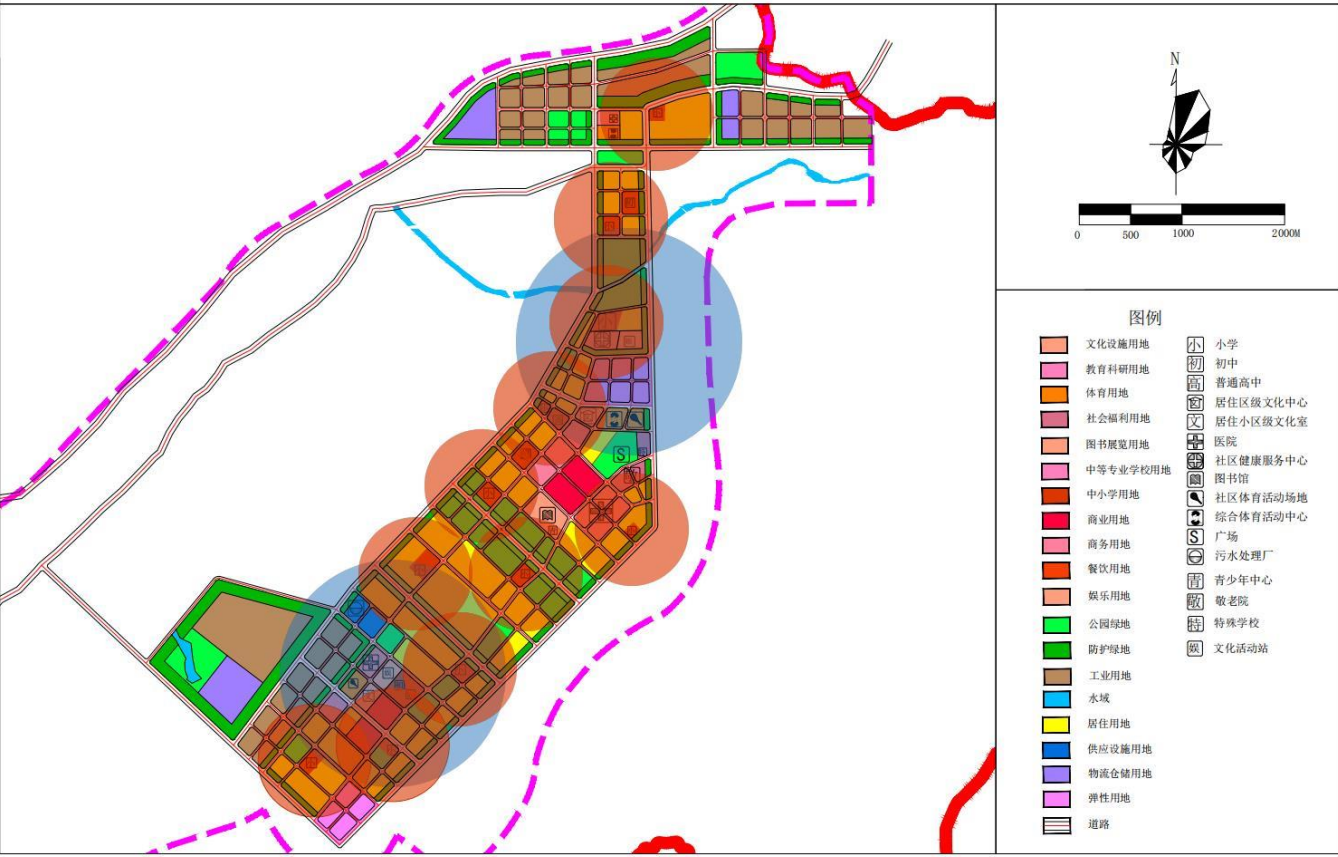 N
0 500 1000 2000M
图例
文化设施用地
教育科研用地
体育用地
社会福利用地
图书展览用地
中等专业学校用地
中小学用地
商业用地
商务用地
餐饮用地
娱乐用地
公园绿地
防护绿地
工业用地
水域
居住用地
供应设施用地
物流仓储用地
弹性用地
道路
小 小学
初 初中
高 普通高中
居住区级文化中心
文 居住小区级文化室
医院
社区健康服务中心
图书馆
社区体育活动场地
综合体育活动中心
S 广场
污水处理厂
青 青少年中心
敬 敬老院
特 特殊学校
娱 文化活动站
S